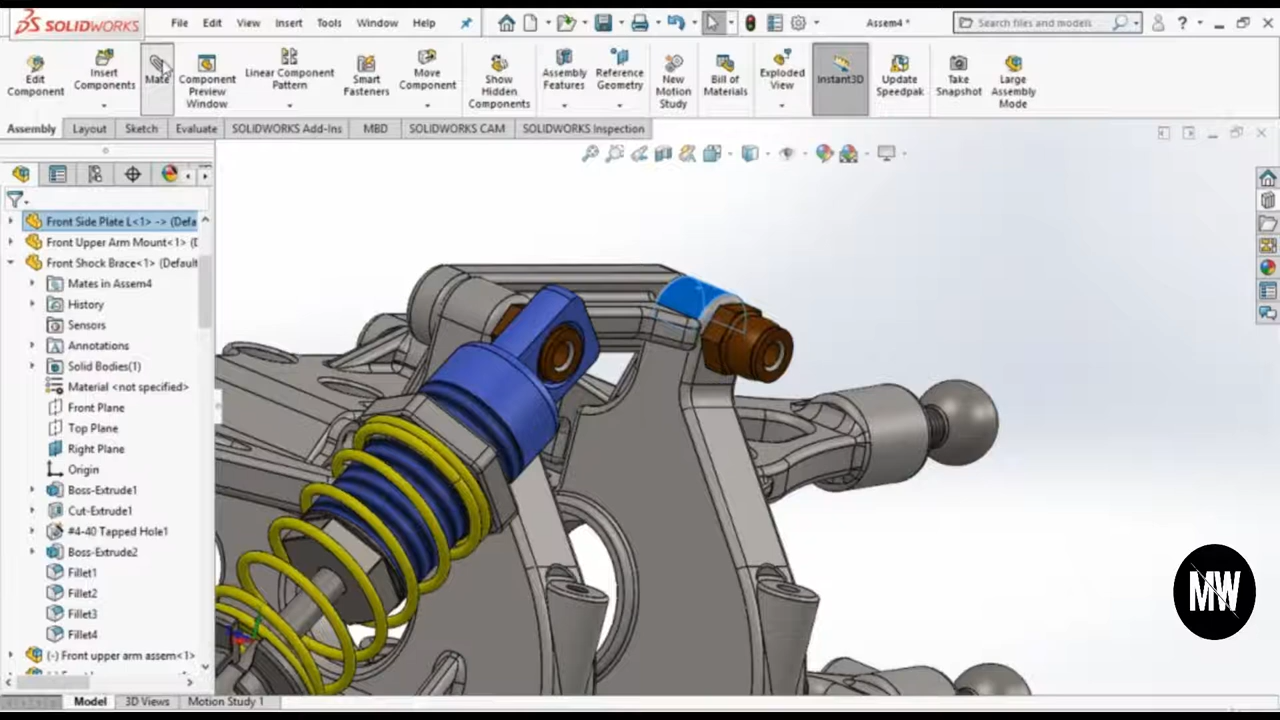 SOLIDWORKS
File Edit View Insert Tools Window Help
Assem4 *
Search files and models
Edit Component
Insert Components
Mate
Component Preview Window
Linear Component Pattern
Smart Fasteners
Move Component
Show Hidden Components
Assembly Features
Reference Geometry
New Motion Study
Bill of Materials
Exploded View
Instant3D
Update Speedpak
Take Snapshot
Large Assembly Mode
Assembly Layout Sketch Evaluate SOLIDWORKS Add-Ins MBD SOLIDWORKS CAM SOLIDWORKS Inspection
Front Side Plate L<1> -> (Defa
Front Upper Arm Mount<1> (D
Front Shock Brace<1> (Default
Mates in Assem4
History
Sensors
Annotations
Solid Bodies(1)
Material <not specified>
Front Plane
Top Plane
Right Plane
Origin
Boss-Extrude1
Cut-Extrude1
#4-40 Tapped Hole1
Boss-Extrude2
Fillet1
Fillet2
Fillet3
Fillet4
(-) Front upper arm assem<1>
Model 3D Views Motion Study 1
MW